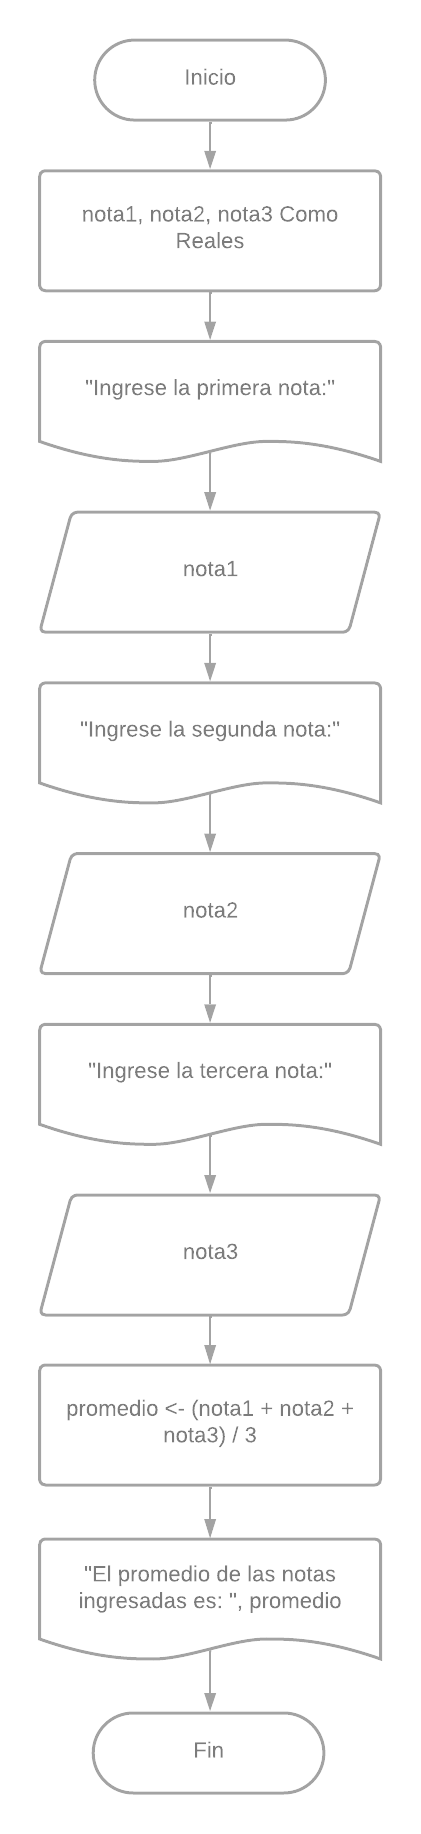 Inicio
nota1, nota2, nota3 Como
Reales
"Ingrese la primera nota:"
nota1
"Ingrese la segunda nota:"
nota2
"Ingrese la tercera nota:"
nota3
promedio <- (nota1 + nota2 +
nota3) / 3
"El promedio de las notas
ingresadas es: ", promedio
Fin